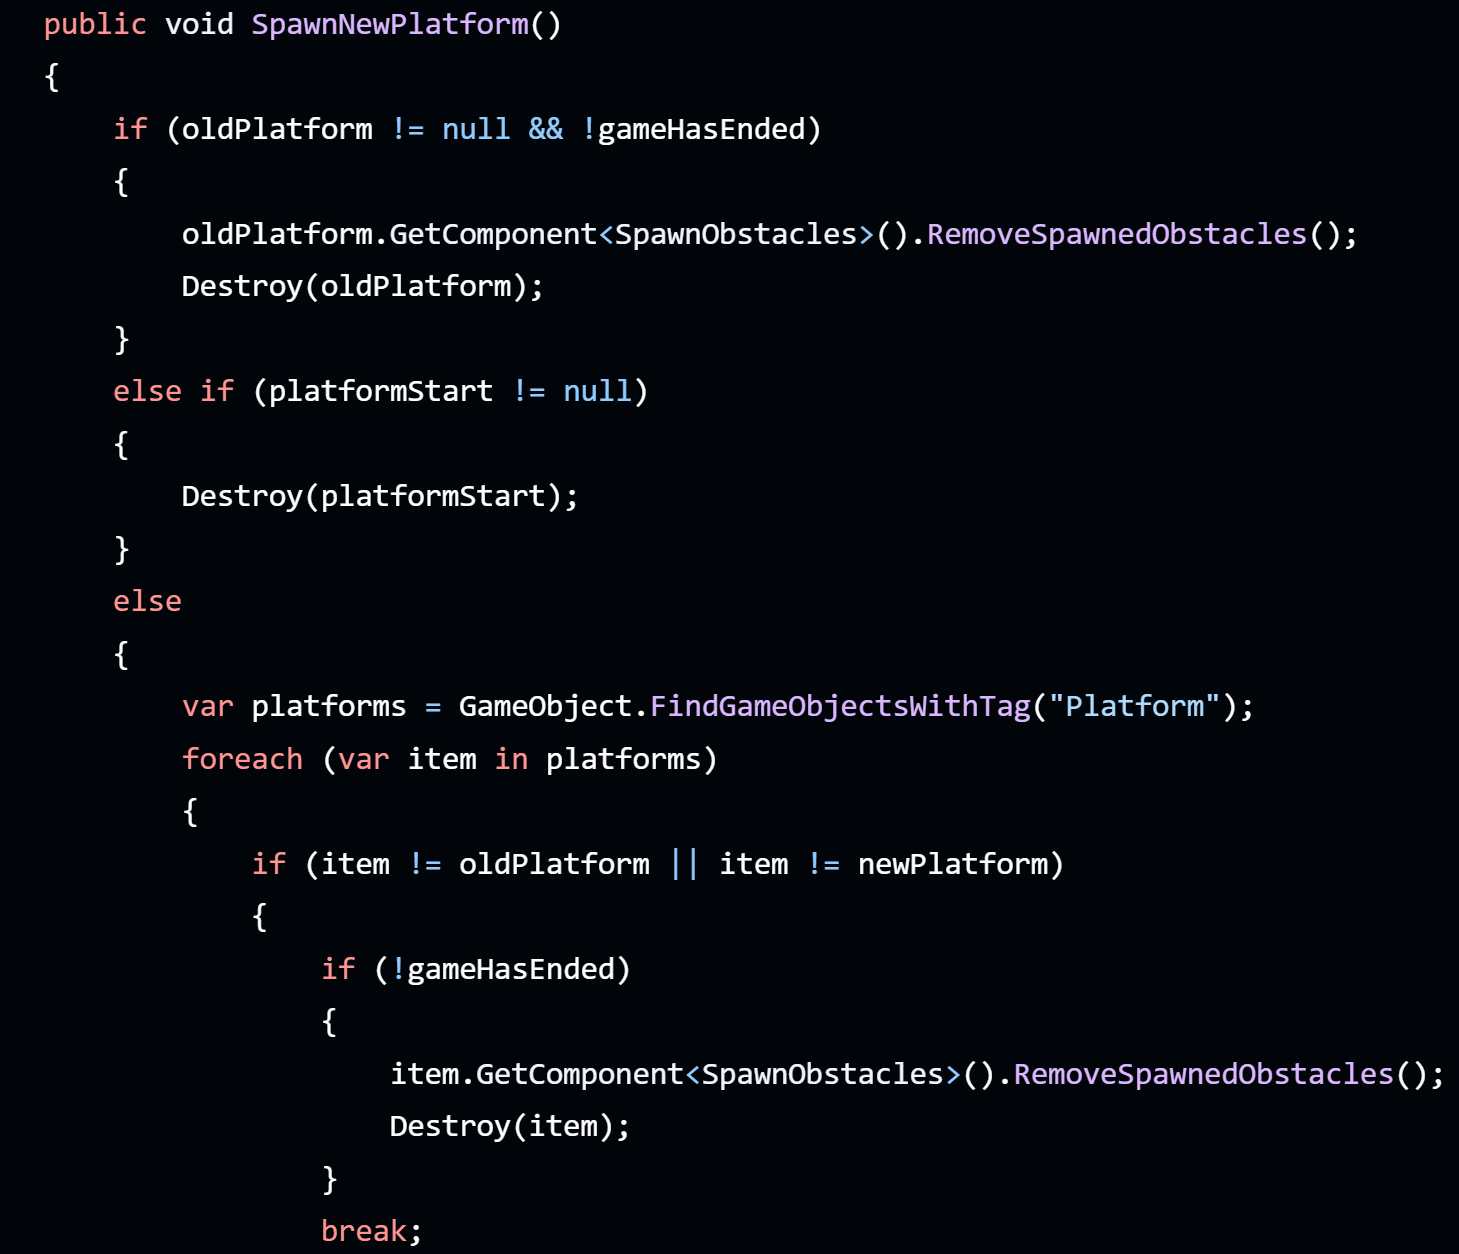 public void SpawnNewPlatform()
{
    if (oldPlatform != null && !gameHasEnded)
    {
        oldPlatform.GetComponent<SpawnObstacles>().RemoveSpawnedObstacles();
        Destroy(oldPlatform);
    }
    else if (platformStart != null)
    {
        Destroy(platformStart);
    }
    else
    {
        var platforms = GameObject.FindGameObjectsWithTag("Platform");
        foreach (var item in platforms)
        {
            if (item != oldPlatform || item != newPlatform)
            {
                if (!gameHasEnded)
                {
                    item.GetComponent<SpawnObstacles>().RemoveSpawnedObstacles();
                    Destroy(item);
                }
                break;